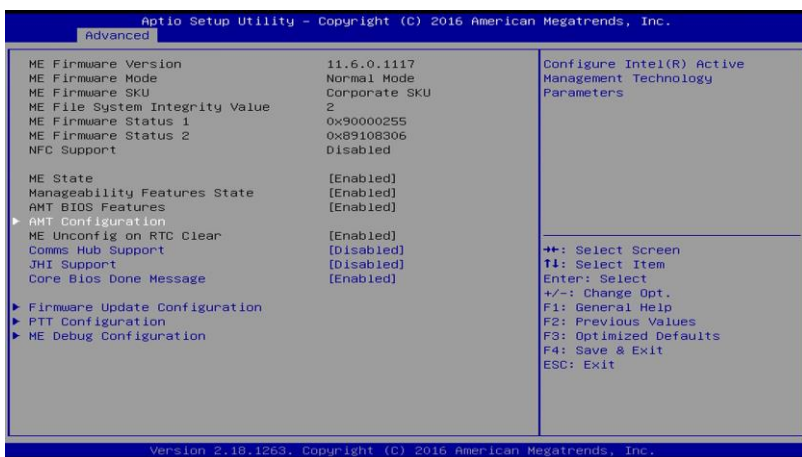 Aptio Setup Utility – Copyright (C) 2016 American Megatrends, Inc.
Advanced
ME Firmware Version 11.6.0.1117
ME Firmware Mode Normal Mode
ME Firmware SKU Corporate SKU
ME File System Integrity Value 2
ME Firmware Status 1 0x90000255
ME Firmware Status 2 0x89108306
NFC Support Disabled
ME State [Enabled]
Manageability Features State [Enabled]
AMT BIOS Features [Enabled]
▶ AMT Configuration
ME Unconfig on RTC Clear [Enabled]
Comms Hub Support [Disabled]
JHI Support [Disabled]
Core Bios Done Message [Enabled]
▶ Firmware Update Configuration
▶ PTT Configuration
▶ ME Debug Configuration
Configure Intel(R) Active
Management Technology
Parameters
→←: Select Screen
↑↓: Select Item
Enter: Select
+/-: Change Opt.
F1: General Help
F2: Previous Values
F3: Optimized Defaults
F4: Save & Exit
ESC: Exit
Version 2.18.1263. Copyright (C) 2016 American Megatrends, Inc.